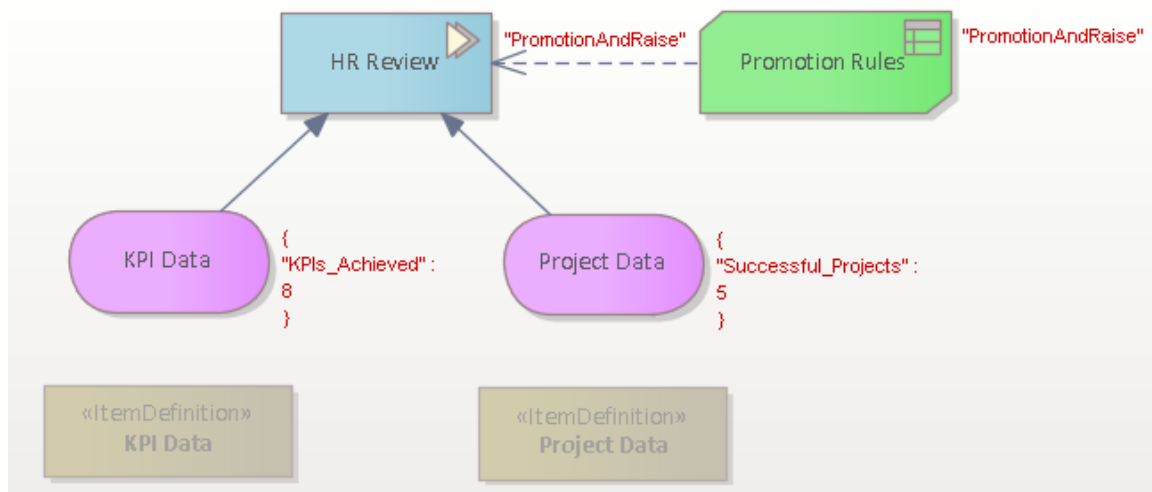 HR Review
"PromotionAndRaise"
Promotion Rules
"PromotionAndRaise"
KPI Data
{
"KPIs_Achieved" :
8
}
Project Data
{
"Successful_Projects" :
5
}
«ItemDefinition»
KPI Data
«ItemDefinition»
Project Data